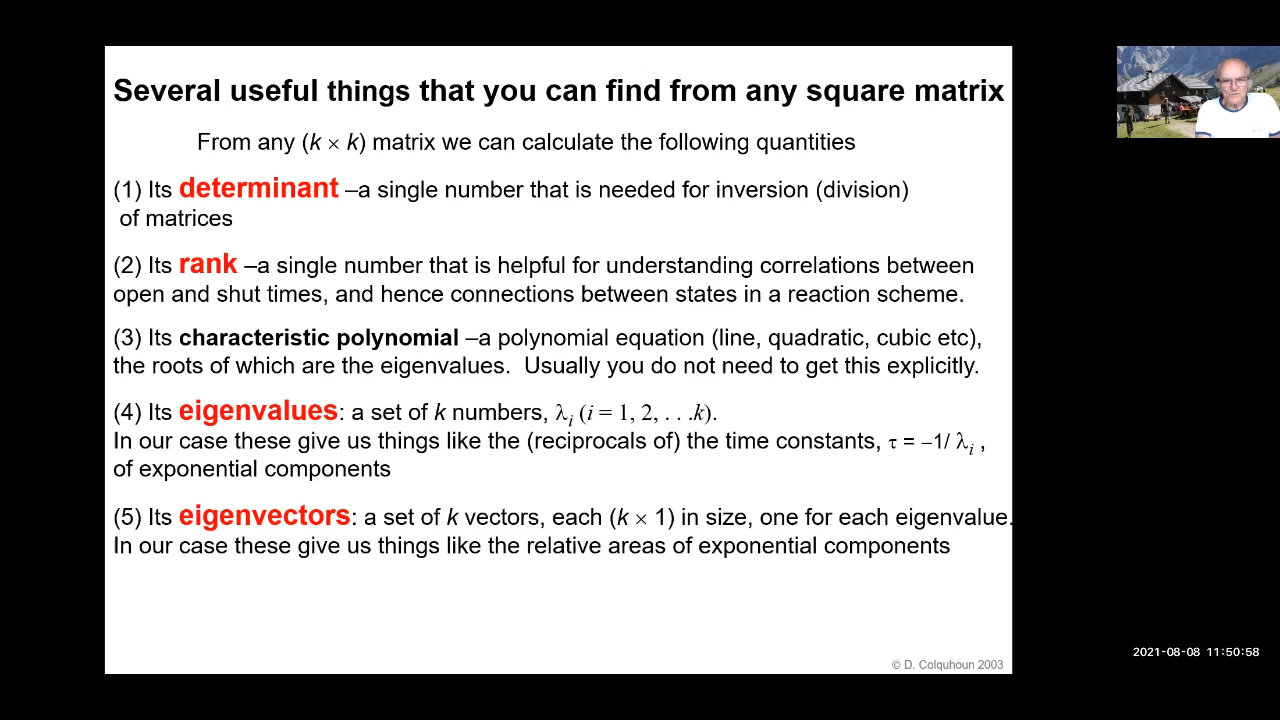 Several useful things that you can find from any square matrix
From any (k × k) matrix we can calculate the following quantities
(1) Its determinant –a single number that is needed for inversion (division)
of matrices
(2) Its rank –a single number that is helpful for understanding correlations between
open and shut times, and hence connections between states in a reaction scheme.
(3) Its characteristic polynomial –a polynomial equation (line, quadratic, cubic etc),
the roots of which are the eigenvalues.  Usually you do not need to get this explicitly.
(4) Its eigenvalues: a set of k numbers, λi (i = 1, 2, . . .k).
In our case these give us things like the (reciprocals of) the time constants, τ = –1/ λi ,
of exponential components
(5) Its eigenvectors: a set of k vectors, each (k × 1) in size, one for each eigenvalue.
In our case these give us things like the relative areas of exponential components
© D. Colquhoun 2003
2021-08-08 11:50:58